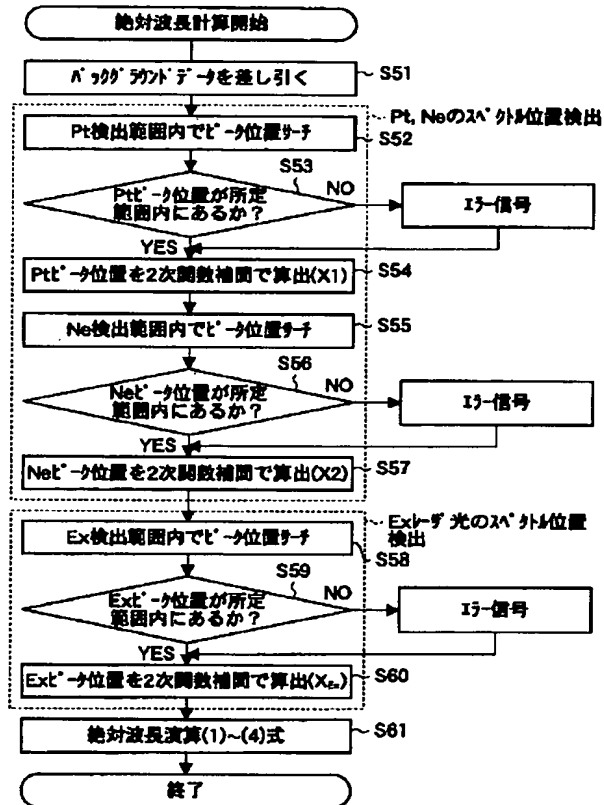 絶対波長計算開始
ﾊﾞｯｸｸﾞﾗｳﾝﾄﾞﾃﾞｰﾀを差し引く
S51
Pt, Neのｽﾍﾟｸﾄﾙ位置検出
Pt検出範囲内でﾋﾟｰｸ位置ｻｰﾁ
S52
S53
Ptﾋﾟｰｸ位置が所定
範囲内にあるか?
NO
ｴﾗｰ信号
YES
Ptﾋﾟｰｸ位置を2次関数補間で算出(X1)
S54
Ne検出範囲内でﾋﾟｰｸ位置ｻｰﾁ
S55
S56
Neﾋﾟｰｸ位置が所定
範囲内にあるか?
NO
ｴﾗｰ信号
YES
Neﾋﾟｰｸ位置を2次関数補間で算出(X2)
S57
Exﾚｰｻﾞ光のｽﾍﾟｸﾄﾙ位置
検出
Ex検出範囲内でﾋﾟｰｸ位置ｻｰﾁ
S58
S59
Exﾋﾟｰｸ位置が所定
範囲内にあるか?
NO
ｴﾗｰ信号
YES
Exﾋﾟｰｸ位置を2次関数補間で算出(XEx)
S60
絶対波長演算(1)~(4)式
S61
終了